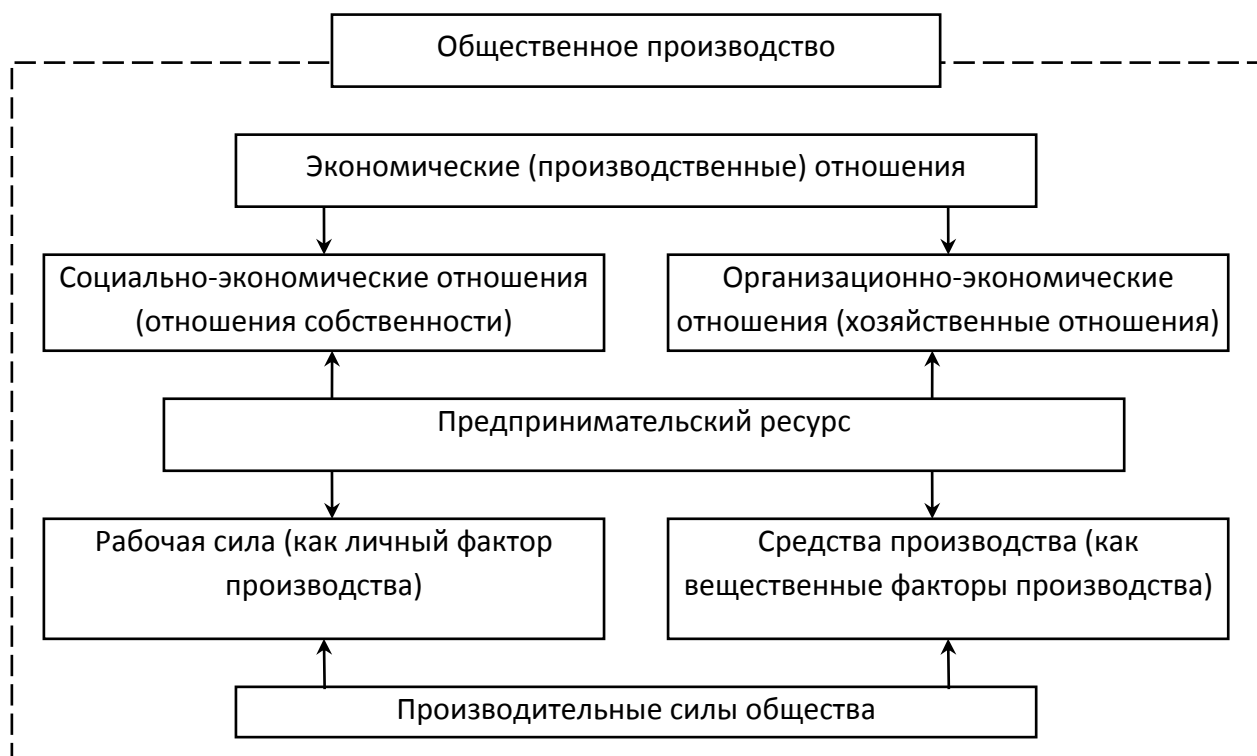 Общественное производство
Экономические (производственные) отношения
Социально-экономические отношения
(отношения собственности)
Организационно-экономические
отношения (хозяйственные отношения)
Предпринимательский ресурс
Рабочая сила (как личный фактор
производства)
Средства производства (как
вещественные факторы производства)
Производительные силы общества